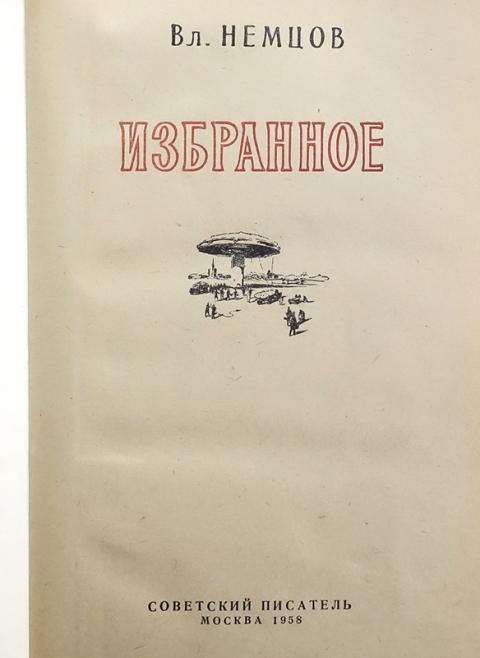 Вл. НЕМЦОВ
ИЗБРАННОЕ
СОВЕТСКИЙ ПИСАТЕЛЬ
МОСКВА 1958